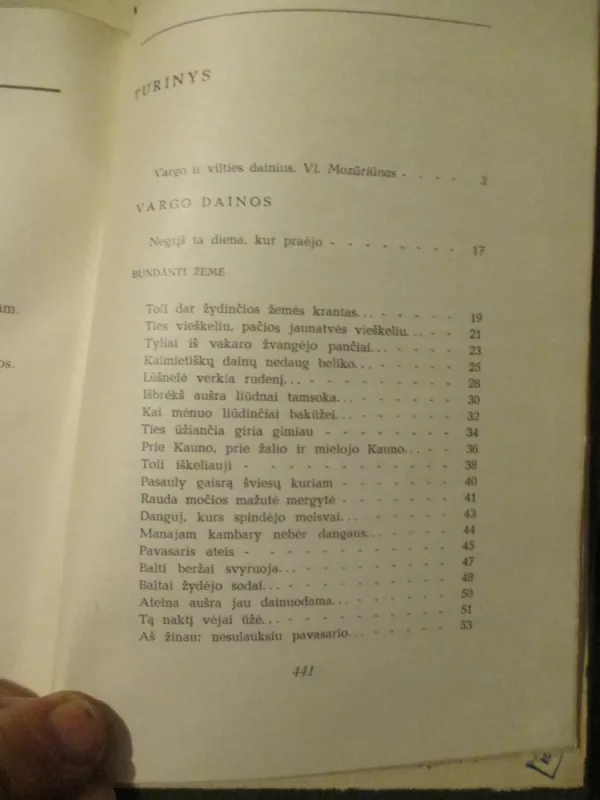 um.
os.
TURINYS
Vargo ir vilties dainius. Vl. Mozūriūnas - - - - 3
VARGO DAINOS
Negrįš ta diena, kur praėjo - - - - - - - 17
BUNDANTI ŽEMĖ
Toli dar žydinčios žemės krantas. . . - - - - - 19
Ties vieškeliu, pačios jaunatvės vieškeliu. . . - - - 21
Tyliai iš vakaro žvangėjo pančiai. . . - - - - - 23
Kaimietiškų dainų nedaug beliko. . . - - - - - 25
Lūšnelė verkia rudenį. . . - - - - - - - - 28
Išbrėkš aušra liūdnai tamsoka. . . - - - - - - 30
Kai mėnuo liūdinčiai bakūžei. . . - - - - - - 32
Ties ūžiančia giria gimiau - - - - - - - 34
Prie Kauno, prie žalio ir mielojo Kauno. . . - - - 36
Toli iškeliauji - - - - - - - - - - 38
Pasauly gaisrą šviesų kuriam - - - - - - 40
Rauda močios mažutė mergytė - - - - - - 41
Danguj, kurs spindėjo melsvai. . . - - - - - - 43
Manajam kambary nebėr dangaus. . . - - - - - 44
Pavasaris ateis - - - - - - - - - - 45
Balti beržai svyruoja. . . - - - - - - - - 47
Baltai žydėjo sodai. . . - - - - - - - - 48
Ateina aušra jau dainuodama. . . - - - - - - 50
Tą naktį vėjai ūžė. . . - - - - - - - - 51
Aš žinau: nesulauksiu pavasario. . . - - - - - 53
441